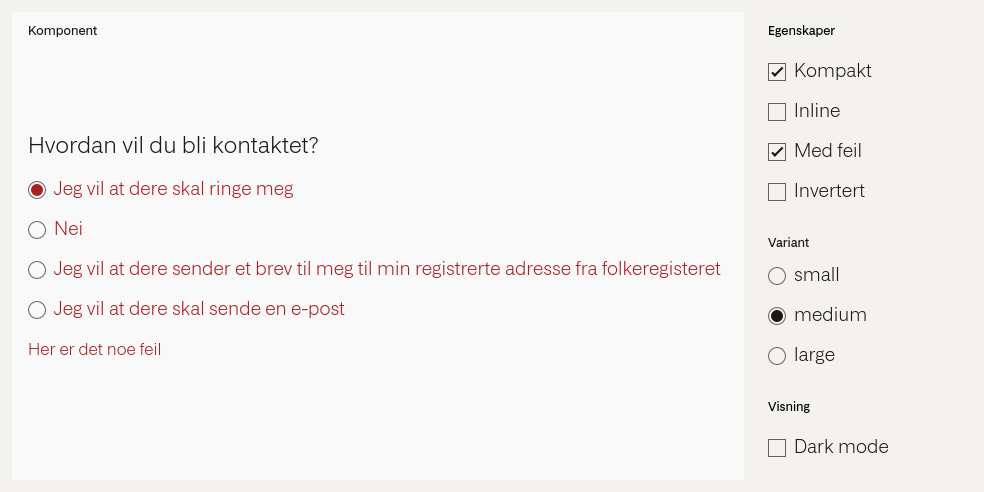 Komponent
Hvordan vil du bli kontaktet?
Jeg vil at dere skal ringe meg
Nei
Jeg vil at dere sender et brev til meg til min registrerte adresse fra folkeregisteret
Jeg vil at dere skal sende en e-post
Her er det noe feil
Egenskaper
Kompakt
Inline
Med feil
Invertert
Variant
small
medium
large
Visning
Dark mode